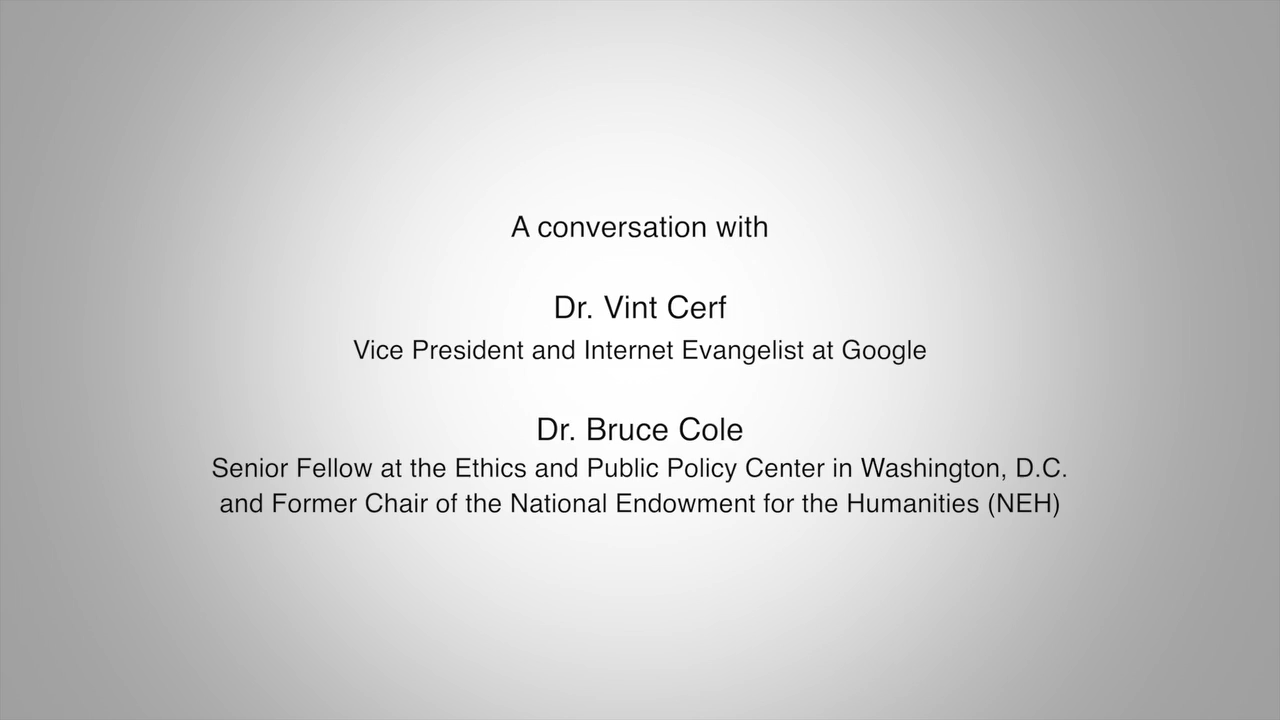 A conversation with
Dr. Vint Cerf
Vice President and Internet Evangelist at Google
Dr. Bruce Cole
Senior Fellow at the Ethics and Public Policy Center in Washington, D.C.
and Former Chair of the National Endowment for the Humanities (NEH)